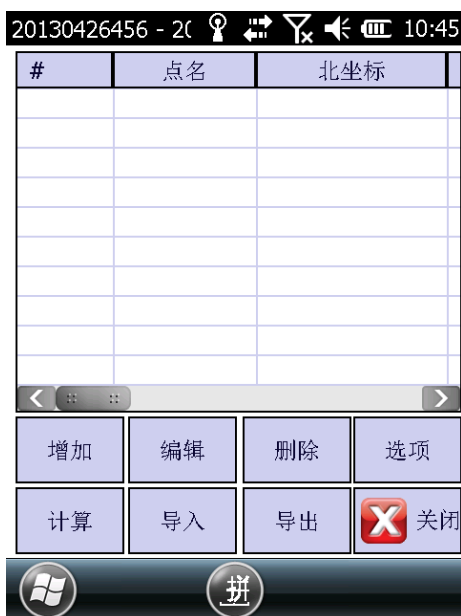 20130426456 - 2( 10:45
# 点名 北坐标
增加 编辑 删除 选项
计算 导入 导出 关闭
拼